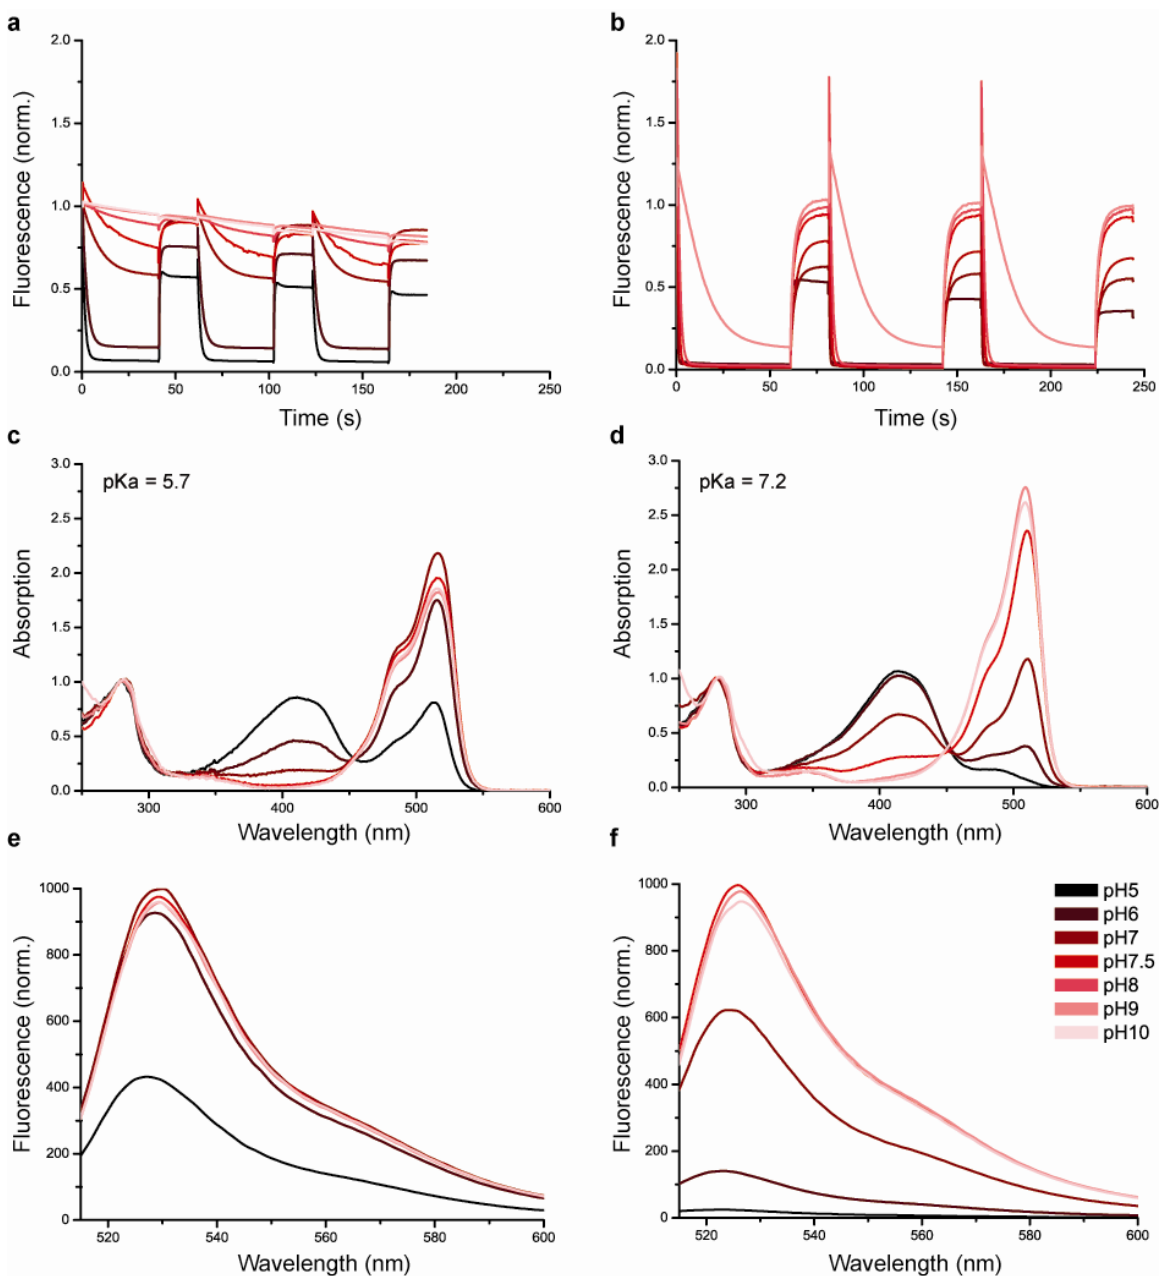 a
b
2.0
1.5
1.0
0.5
0.0
Fluorescence (norm.)
0 50 100 150 200 250
Time (s)
2.0
1.5
1.0
0.5
0.0
Fluorescence (norm.)
0 50 100 150 200 250
Time (s)
c
d
pKa = 5.7
3.0
2.5
2.0
1.5
1.0
0.5
0.0
Absorption
300 400 500 600
Wavelength (nm)
pKa = 7.2
3.0
2.5
2.0
1.5
1.0
0.5
0.0
Absorption
300 400 500 600
Wavelength (nm)
e
f
1000
800
600
400
200
0
Fluorescence (norm.)
520 540 560 580 600
Wavelength (nm)
1000
800
600
400
200
0
Fluorescence (norm.)
520 540 560 580 600
Wavelength (nm)
pH5
pH6
pH7
pH7.5
pH8
pH9
pH10